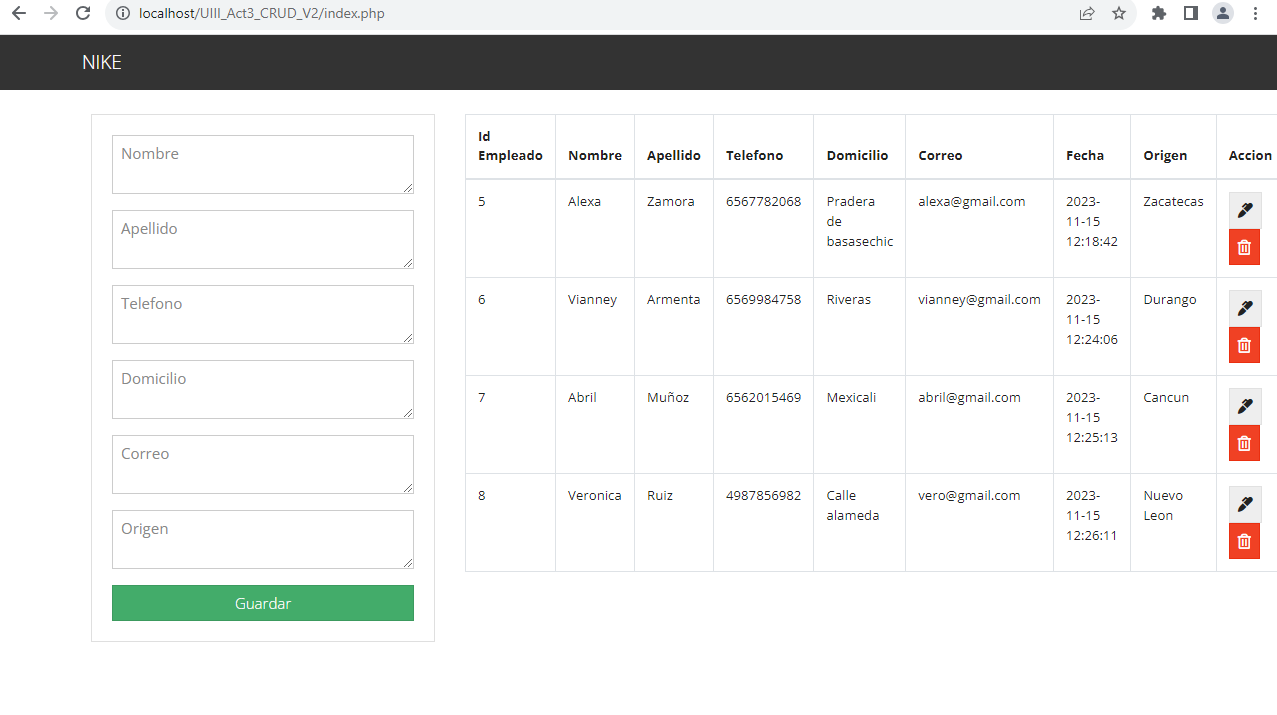 localhost/UIII_Act3_CRUD_V2/index.php
NIKE
Nombre
Apellido
Telefono
Domicilio
Correo
Origen
Guardar
Id Empleado Nombre Apellido Telefono Domicilio Correo Fecha Origen Accion
5 Alexa Zamora 6567782068 Pradera de basasechic alexa@gmail.com 2023-11-15 12:18:42 Zacatecas
6 Vianney Armenta 6569984758 Riveras vianney@gmail.com 2023-11-15 12:24:06 Durango
7 Abril Muñoz 6562015469 Mexicali abril@gmail.com 2023-11-15 12:25:13 Cancun
8 Veronica Ruiz 4987856982 Calle alameda vero@gmail.com 2023-11-15 12:26:11 Nuevo Leon